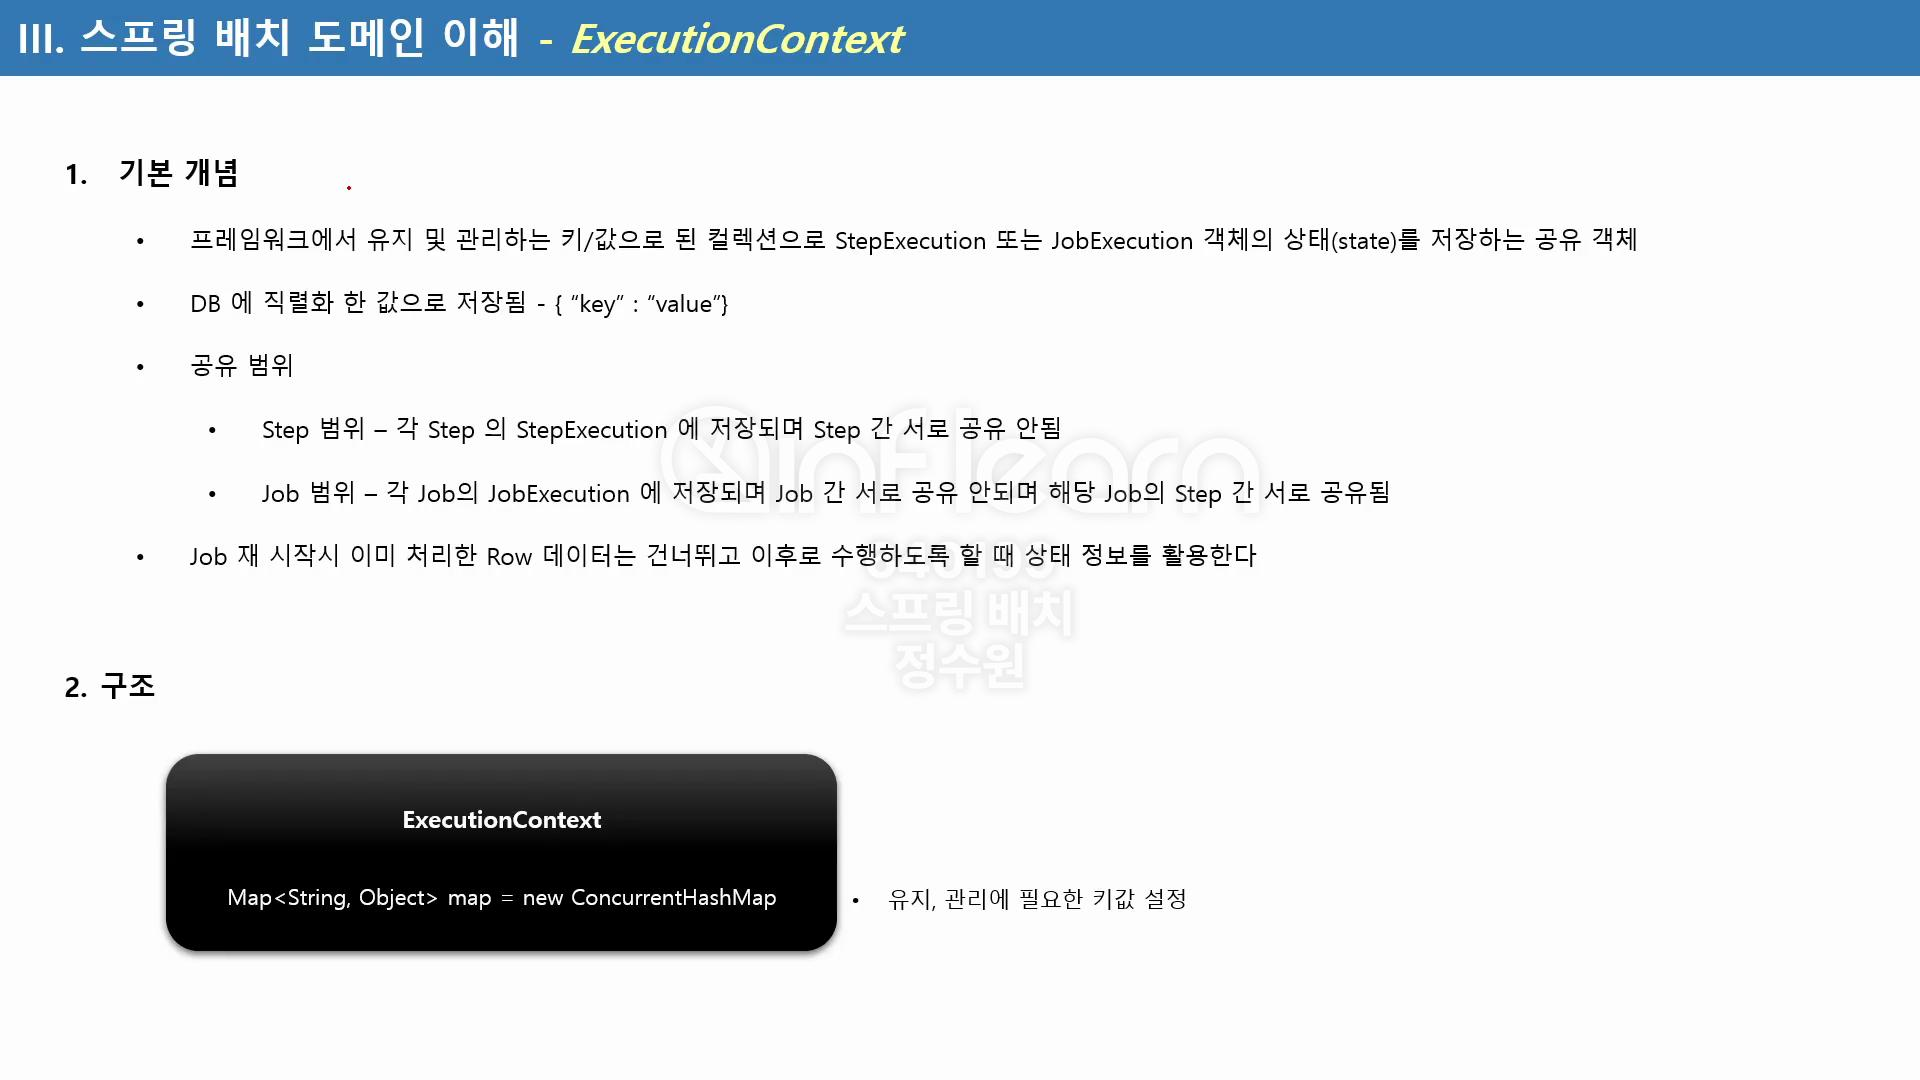 III. 스프링 배치 도메인 이해 - ExecutionContext
1. 기본 개념
• 프레임워크에서 유지 및 관리하는 키/값으로 된 컬렉션으로 StepExecution 또는 JobExecution 객체의 상태(state)를 저장하는 공유 객체
• DB 에 직렬화 한 값으로 저장됨 - { “key” : “value”}
• 공유 범위
• Step 범위 – 각 Step 의 StepExecution 에 저장되며 Step 간 서로 공유 안됨
• Job 범위 – 각 Job의 JobExecution 에 저장되며 Job 간 서로 공유 안되며 해당 Job의 Step 간 서로 공유됨
inflearn
• Job 재 시작시 이미 처리한 Row 데이터는 건너뛰고 이후로 수행하도록 할 때 상태 정보를 활용한다
스프링 배치
정수원
2. 구조
ExecutionContext
Map<String, Object> map = new ConcurrentHashMap
• 유지, 관리에 필요한 키값 설정